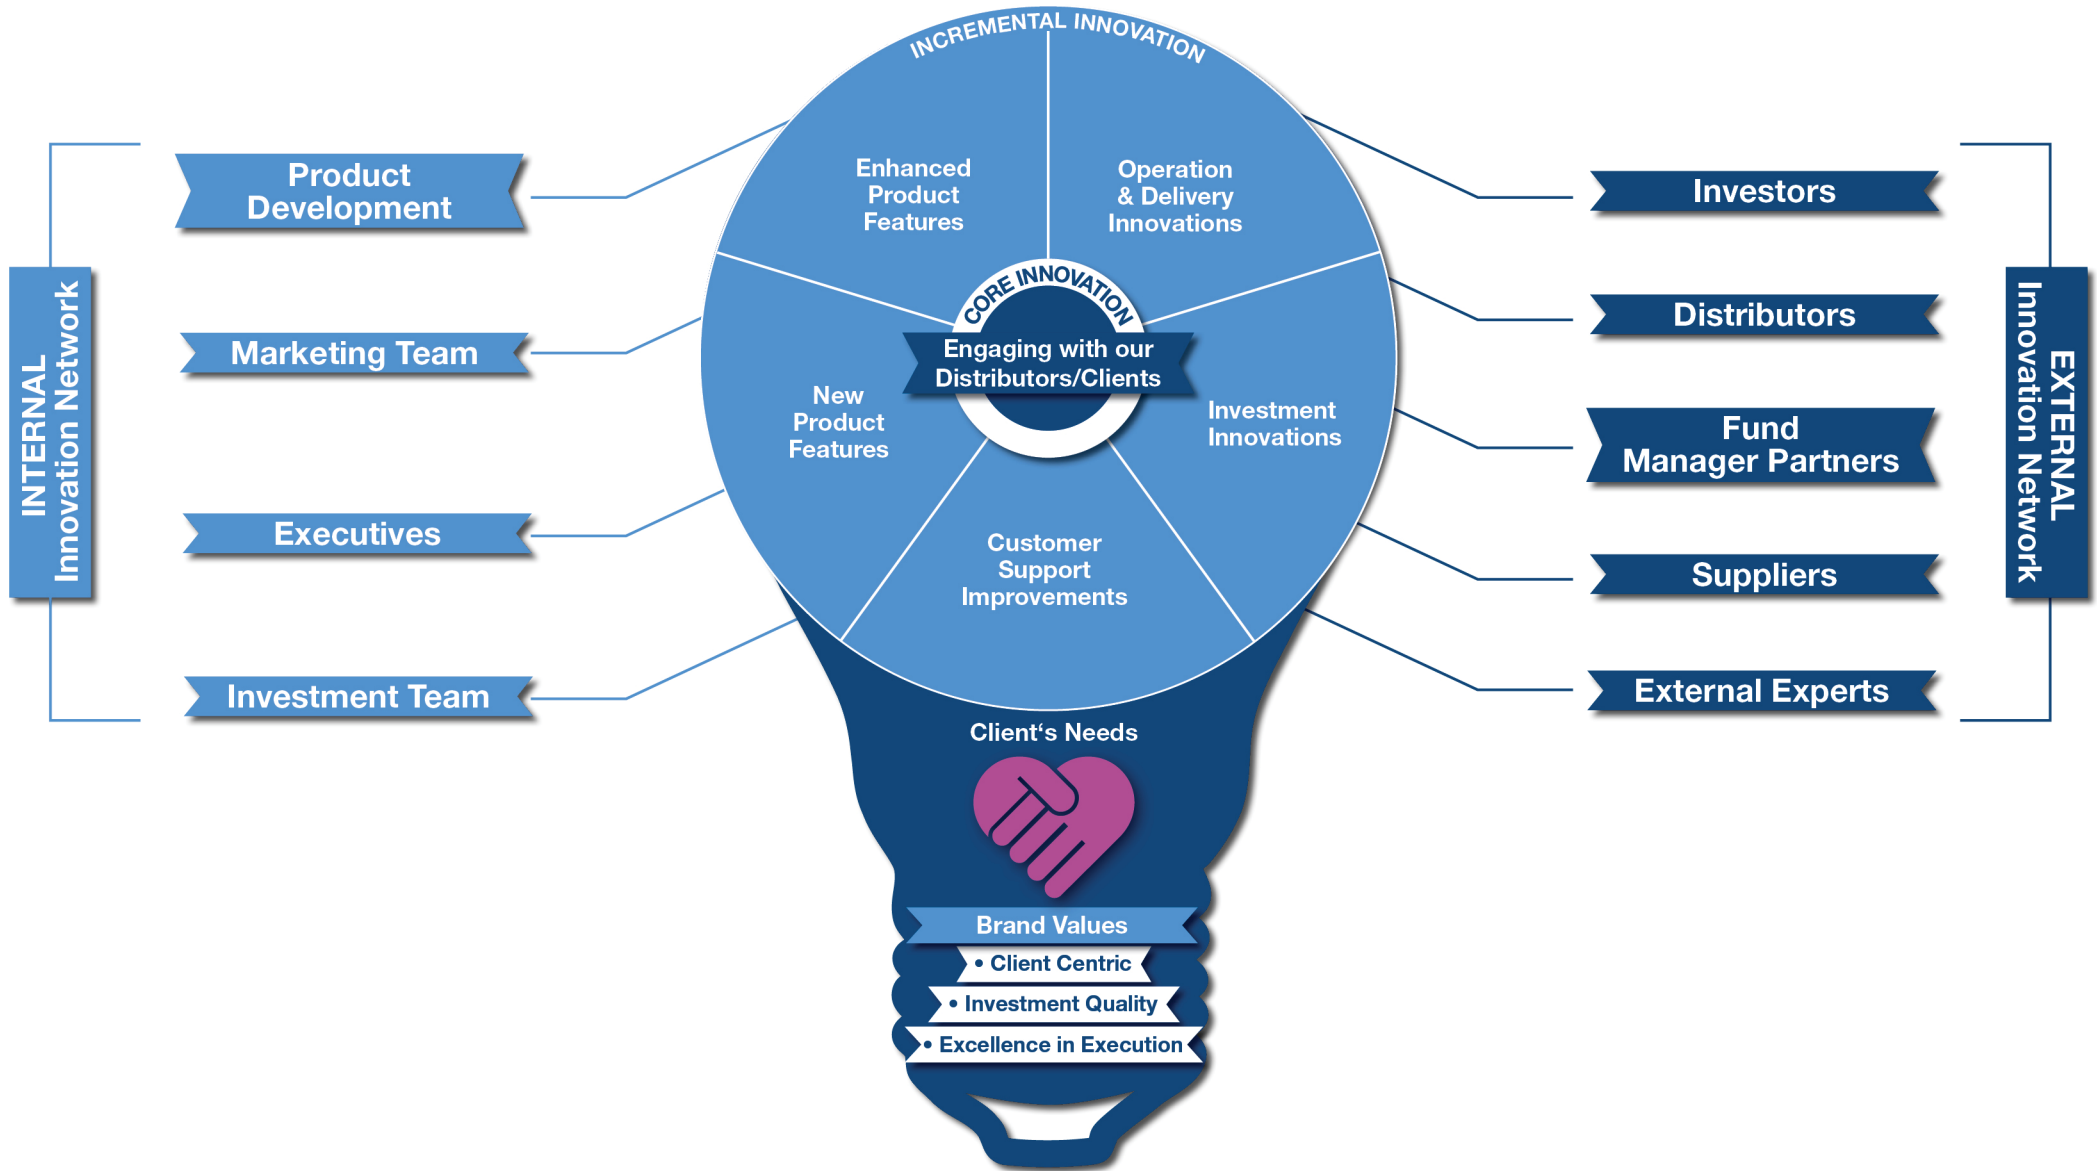 INTERNAL
Innovation Network
Product
Development
Marketing Team
Executives
Investment Team
INCREMENTAL INNOVATION
Enhanced
Product
Features
Operation
& Delivery
Innovations
New
Product
Features
Investment
Innovations
Customer
Support
Improvements
CORE INNOVATION
Engaging with our
Distributors/Clients
Client‘s Needs
Brand Values
• Client Centric
• Investment Quality
• Excellence in Execution
Investors
Distributors
Fund
Manager Partners
Suppliers
External Experts
EXTERNAL
Innovation Network